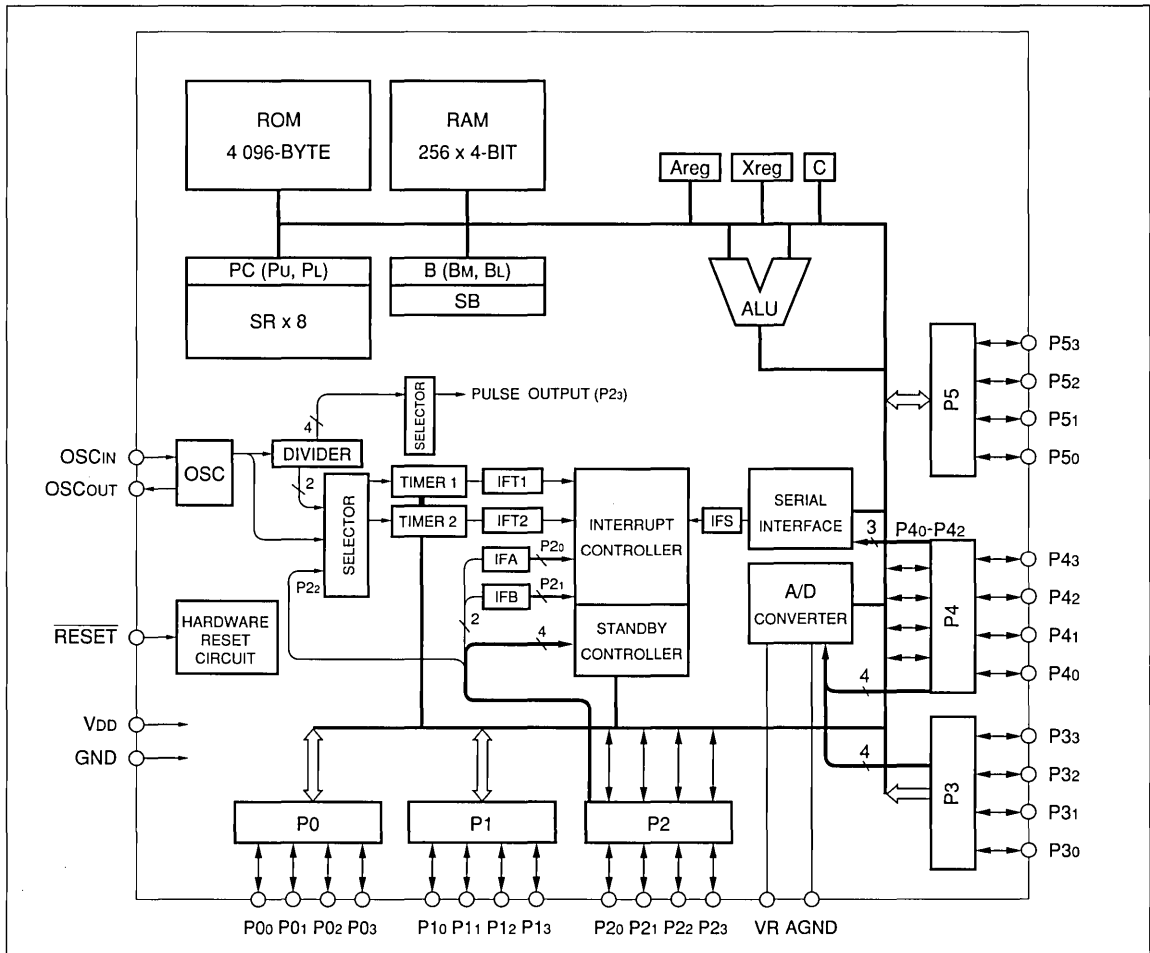 ROM
4 096-BYTE
RAM
256 x 4-BIT
Areg
Xreg
C
PC (PU, PL)
SR x 8
B (BM, BL)
SB
ALU
P5
P53
P52
P51
P50
SELECTOR
PULSE OUTPUT (P23)
4
OSCIN
OSCOUT
OSC
DIVIDER
2
SELECTOR
TIMER 1
IFT1
TIMER 2
IFT2
INTERRUPT
CONTROLLER
IFS
SERIAL
INTERFACE
3
P40-P42
IFA
P20
IFB
P21
P22
2
4
STANDBY
CONTROLLER
A/D
CONVERTER
P4
P43
P42
P41
P40
4
RESET
HARDWARE
RESET
CIRCUIT
VDD
GND
4
P3
P33
P32
P31
P30
P0
P1
P2
P00 P01 P02 P03
P10 P11 P12 P13
P20 P21 P22 P23
VR AGND